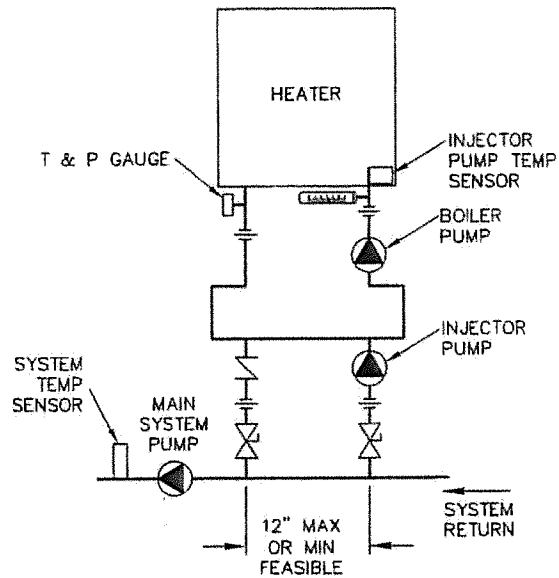 HEATER
T & P GAUGE
INJECTOR
PUMP TEMP
SENSOR
BOILER
PUMP
INJECTOR
PUMP
SYSTEM
TEMP
SENSOR
MAIN
SYSTEM
PUMP
12" MAX
OR MIN
FEASIBLE
SYSTEM
RETURN